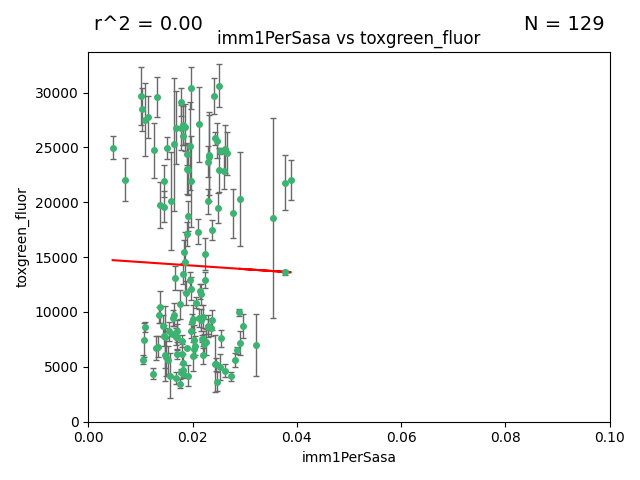 r^2 = 0.00
N = 129
imm1PerSasa vs toxgreen_fluor
30000
25000
20000
15000
10000
5000
0
toxgreen_fluor
0.00
0.02
0.04
0.06
0.08
0.10
imm1PerSasa